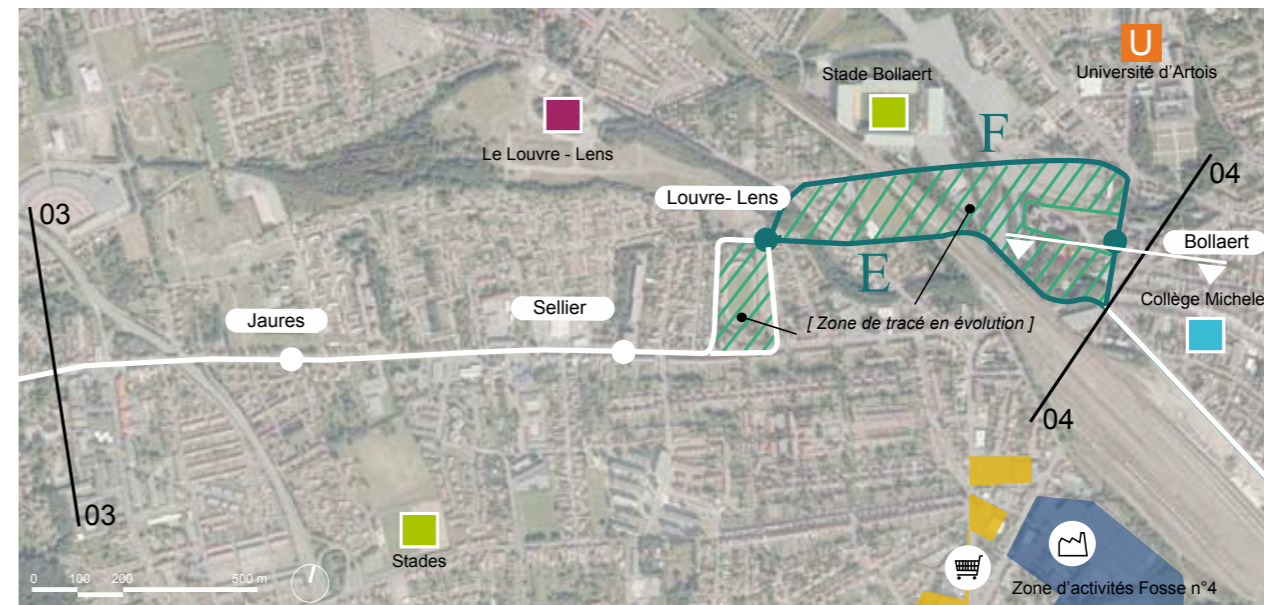 U
Université d'Artois
Stade Bollaert
Le Louvre - Lens
F
04
03
Louvre- Lens
Bollaert
E
Collège Michele
Sellier
Jaures
[ Zone de tracé en évolution ]
04
03
Stades
0 100 200 500 m
Zone d'activités Fosse n°4